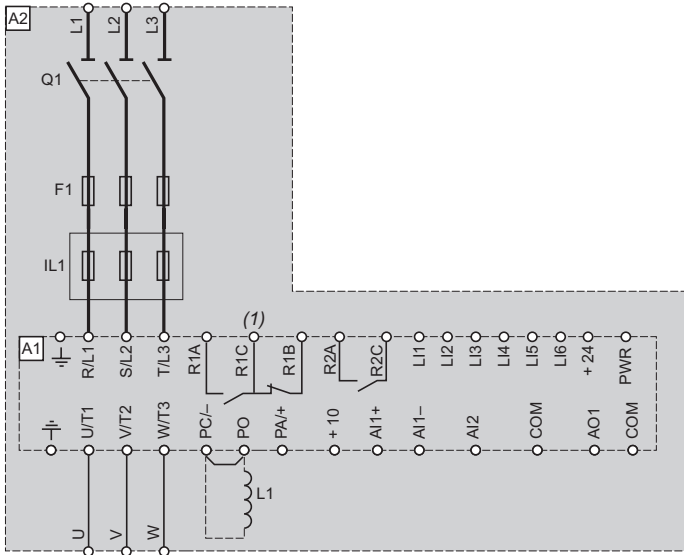 A2
L1 L2 L3
Q1
F1
IL1
(1)
A1
R/L1 S/L2 T/L3 R1A R1C R1B R2A R2C LI1 LI2 LI3 LI4 LI5 LI6 +24 PWR
U/T1 V/T2 W/T3 PC/– PO PA/+ +10 AI1+ AI1– AI2 COM AO1 COM
L1
U V W